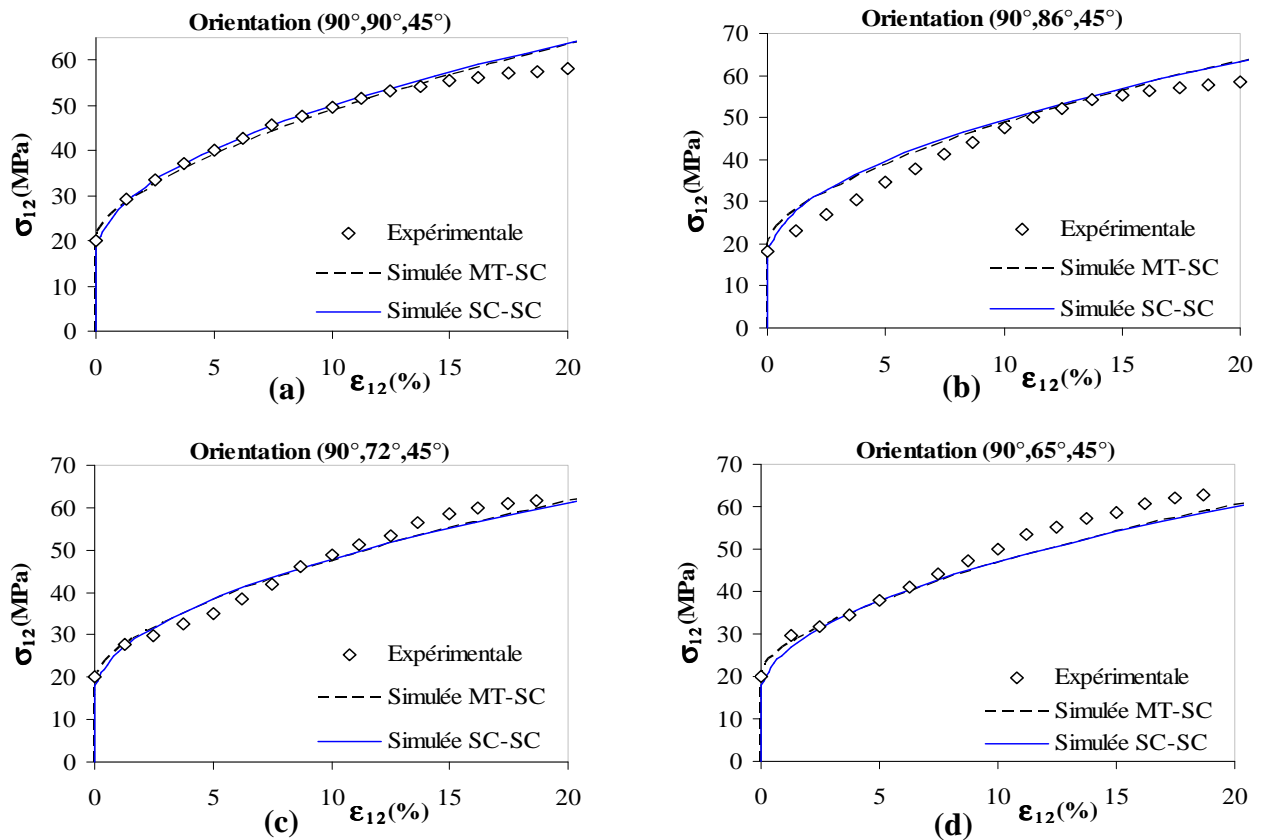 Orientation (90°,90°,45°)
60
50
40
30
20
10
0
σ12(MPa)
Expérimentale
Simulée MT-SC
Simulée SC-SC
0 5 10 15 20
(a) ε12(%)
Orientation (90°,86°,45°)
70
60
50
40
30
20
10
0
σ12(MPa)
Expérimentale
Simulée MT-SC
Simulée SC-SC
0 5 10 15 20
(b) ε12(%)
Orientation (90°,72°,45°)
70
60
50
40
30
20
10
0
σ12(MPa)
Expérimentale
Simulée MT-SC
Simulée SC-SC
0 5 10 15 20
(c) ε12(%)
Orientation (90°,65°,45°)
70
60
50
40
30
20
10
0
σ12(MPa)
Expérimentale
Simulée MT-SC
Simulée SC-SC
0 5 10 15 20
(d) ε12(%)